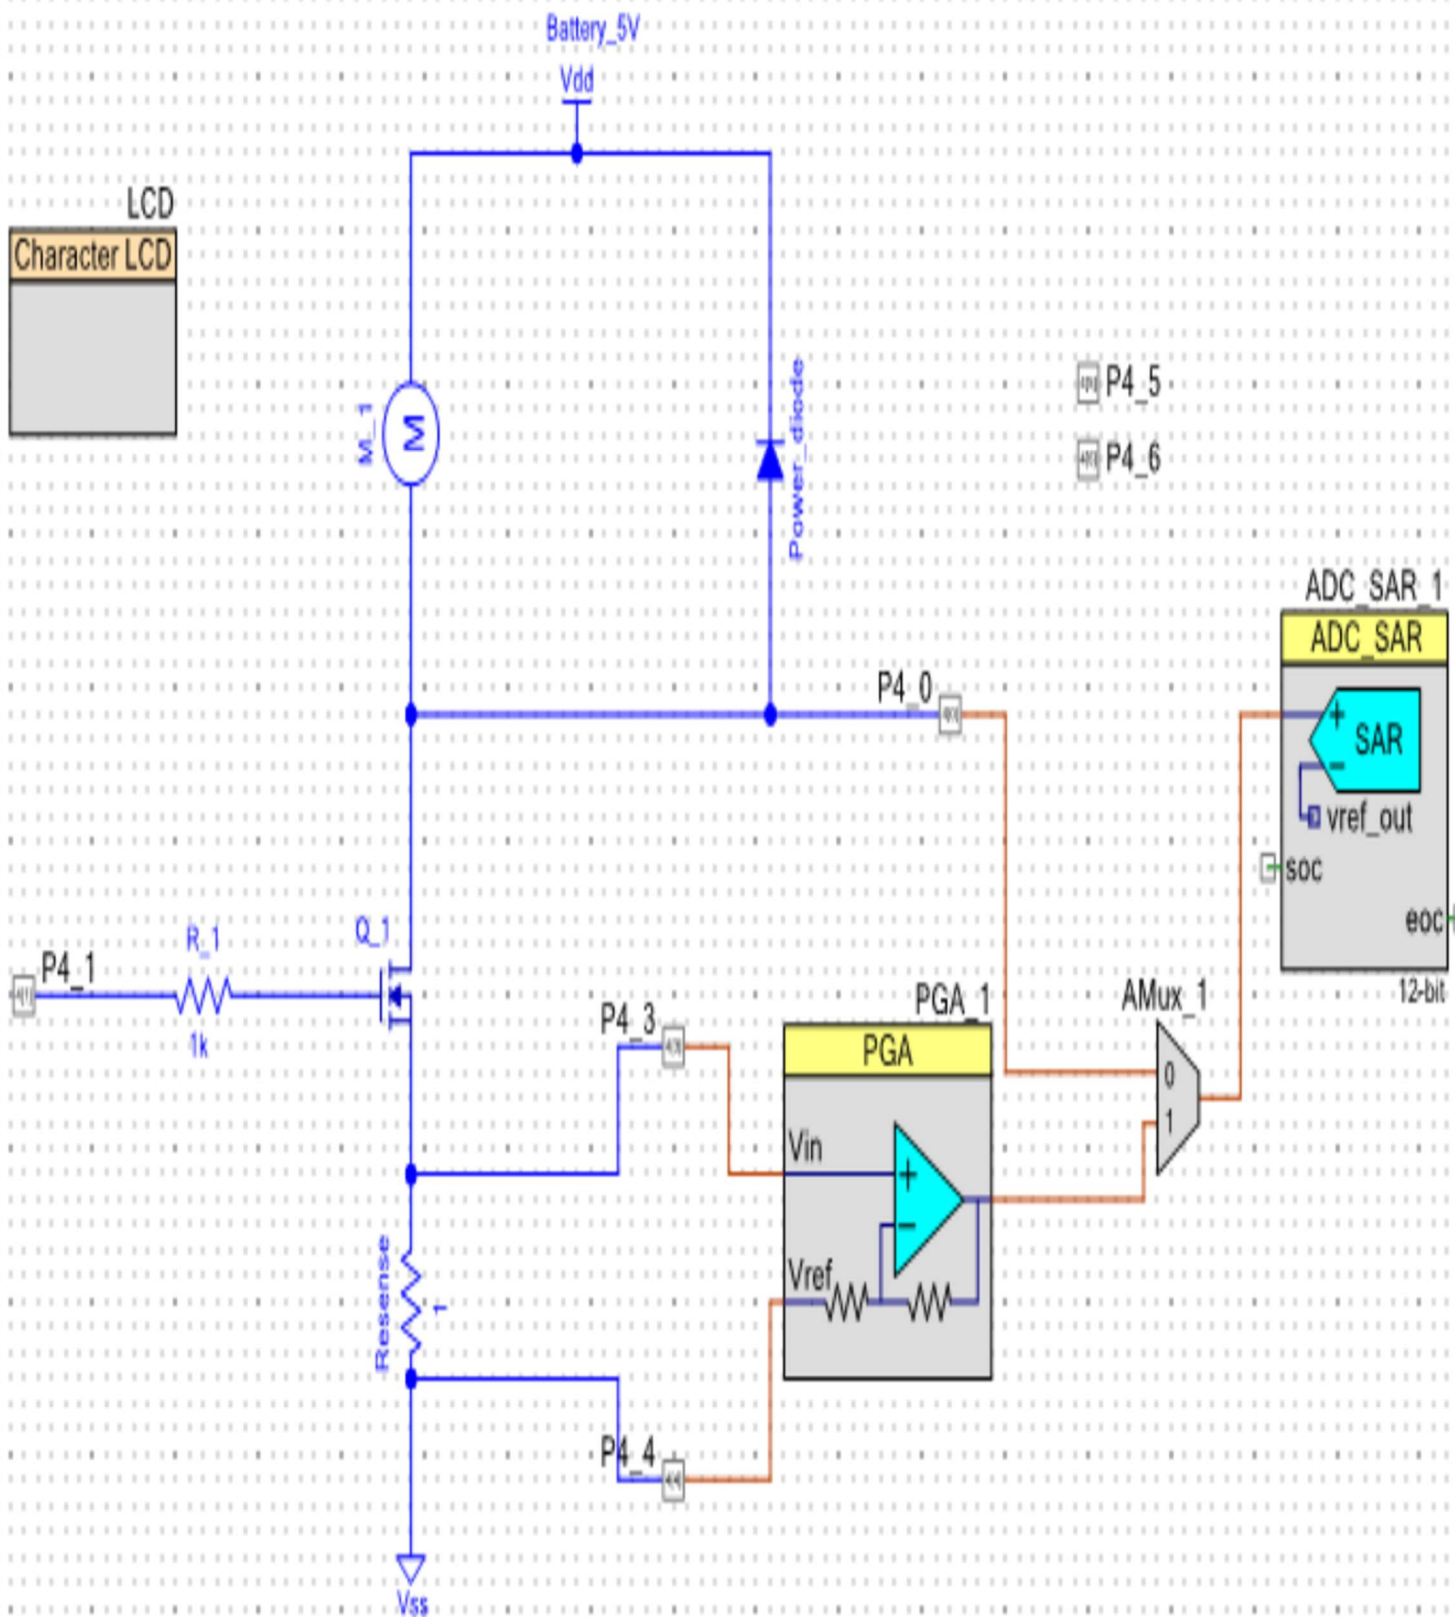 Battery_5V
Vdd
LCD
Character LCD
M_1
M
Power_diode
P4_5
P4_6
ADC_SAR_1
ADC_SAR
P4_0
+
SAR
−
vref_out
soc
eoc
12-bit
Q_1
R_1
P4_1
1k
P4_3
PGA_1
PGA
AMux_1
0
1
Vin
+
−
Vref
Resense
1
P4_4
Vss